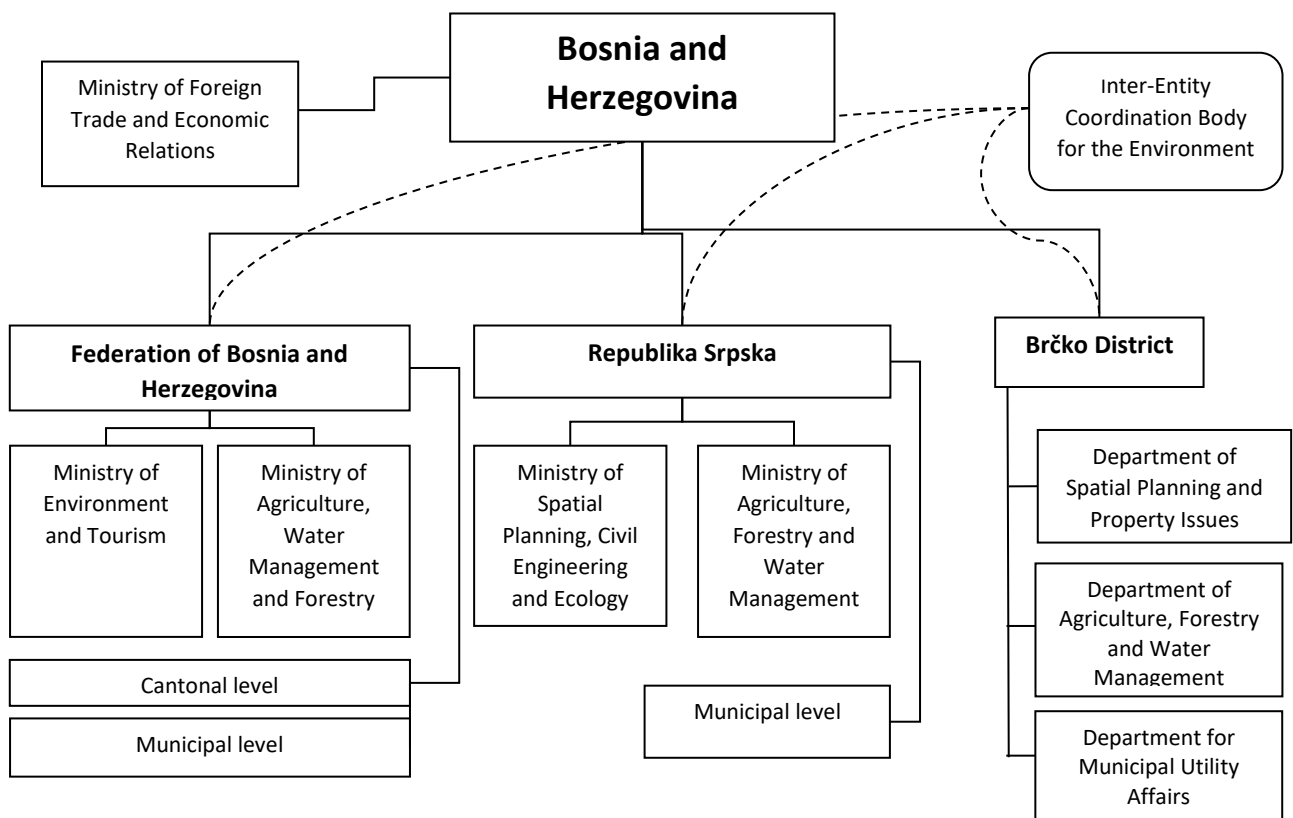 Bosnia and
Herzegovina
Ministry of Foreign
Trade and Economic
Relations
Inter-Entity
Coordination Body
for the Environment
Federation of Bosnia and
Herzegovina
Republika Srpska
Brčko District
Ministry of
Environment
and Tourism
Ministry of
Agriculture,
Water
Management
and Forestry
Ministry of
Spatial
Planning, Civil
Engineering
and Ecology
Ministry of
Agriculture,
Forestry and
Water
Management
Department of
Spatial Planning and
Property Issues
Department of
Agriculture, Forestry
and Water
Management
Department for
Municipal Utility
Affairs
Cantonal level
Municipal level
Municipal level